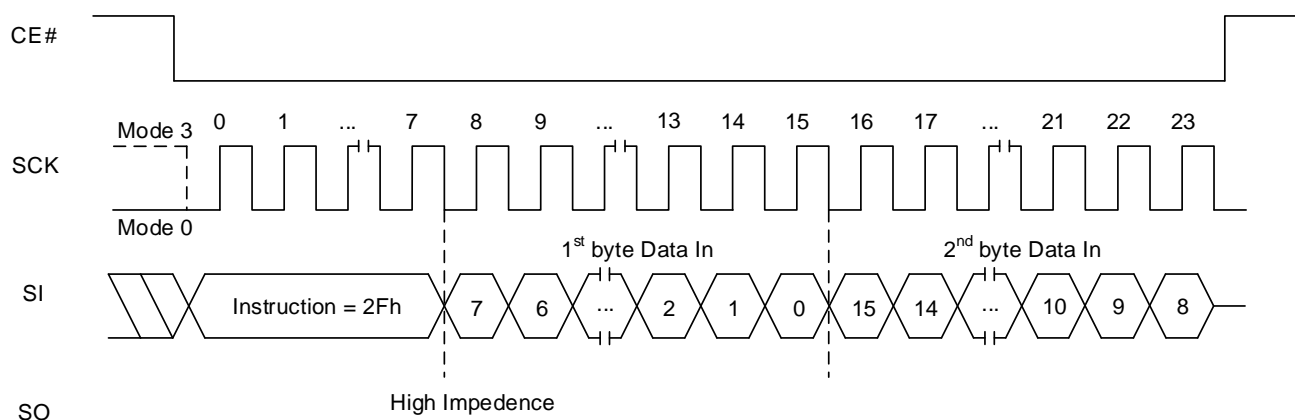 CE#
0 1 ... 7 8 9 ... 13 14 15 16 17 ... 21 22 23
Mode 3
SCK
Mode 0
1st byte Data In 2nd byte Data In
SI Instruction = 2Fh 7 6 ... 2 1 0 15 14 ... 10 9 8
High Impedence
SO